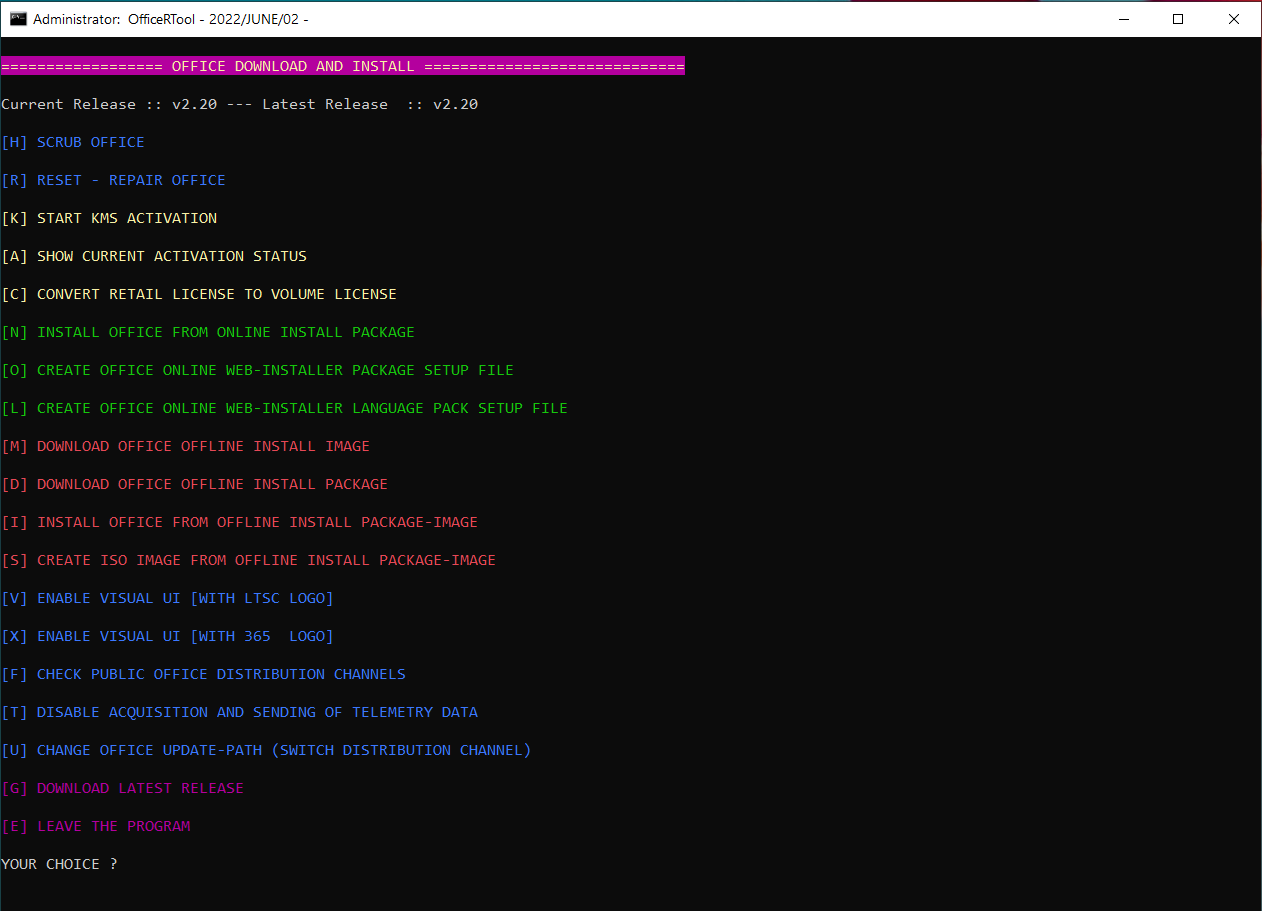 Administrator:  OfficeRTool - 2022/JUNE/02 -
================== OFFICE DOWNLOAD AND INSTALL =============================
Current Release :: v2.20 --- Latest Release  :: v2.20
[H] SCRUB OFFICE
[R] RESET - REPAIR OFFICE
[K] START KMS ACTIVATION
[A] SHOW CURRENT ACTIVATION STATUS
[C] CONVERT RETAIL LICENSE TO VOLUME LICENSE
[N] INSTALL OFFICE FROM ONLINE INSTALL PACKAGE
[O] CREATE OFFICE ONLINE WEB-INSTALLER PACKAGE SETUP FILE
[L] CREATE OFFICE ONLINE WEB-INSTALLER LANGUAGE PACK SETUP FILE
[M] DOWNLOAD OFFICE OFFLINE INSTALL IMAGE
[D] DOWNLOAD OFFICE OFFLINE INSTALL PACKAGE
[I] INSTALL OFFICE FROM OFFLINE INSTALL PACKAGE-IMAGE
[S] CREATE ISO IMAGE FROM OFFLINE INSTALL PACKAGE-IMAGE
[V] ENABLE VISUAL UI [WITH LTSC LOGO]
[X] ENABLE VISUAL UI [WITH 365  LOGO]
[F] CHECK PUBLIC OFFICE DISTRIBUTION CHANNELS
[T] DISABLE ACQUISITION AND SENDING OF TELEMETRY DATA
[U] CHANGE OFFICE UPDATE-PATH (SWITCH DISTRIBUTION CHANNEL)
[G] DOWNLOAD LATEST RELEASE
[E] LEAVE THE PROGRAM
YOUR CHOICE ?